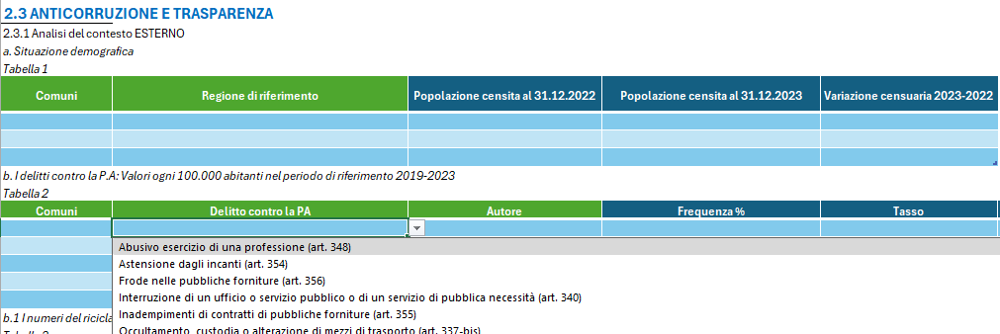 2.3 ANTICORRUZIONE E TRASPARENZA
2.3.1 Analisi del contesto ESTERNO
a. Situazione demografica
Tabella 1
Comuni Regione di riferimento Popolazione censita al 31.12.2022 Popolazione censita al 31.12.2023 Variazione censuaria 2023-2022
b. I delitti contro la P.A: Valori ogni 100.000 abitanti nel periodo di riferimento 2019-2023
Tabella 2
Comuni Delitto contro la PA Autore Frequenza % Tasso
Abusivo esercizio di una professione (art. 348)
Astensione dagli incanti (art. 354)
Frode nelle pubbliche forniture (art. 356)
Interruzione di un ufficio o servizio pubblico o di un servizio di pubblica necessità (art. 340)
Inadempimenti di contratti di pubbliche forniture (art. 355)
b.1 I numeri del ricicla
Occultamento, custodia o alterazione di mezzi di trasporto (art. 337-bis)